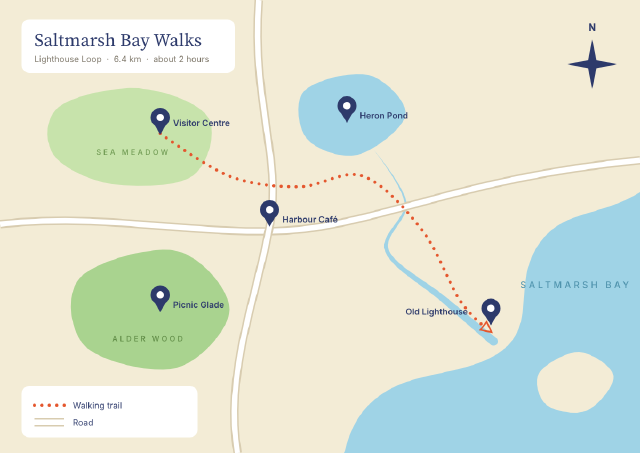 Saltmarsh Bay Walks
Lighthouse Loop · 6.4 km · about 2 hours
N
Heron Pond
Visitor Centre
SEA MEADOW
Harbour Café
SALTMARSH BAY
Picnic Glade
Old Lighthouse
ALDER WOOD
Walking trail
Road